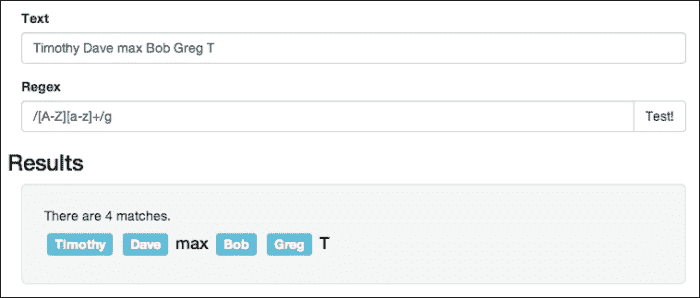 Text
Timothy Dave max Bob Greg T
Regex
/[A-Z][a-z]+/g Test!
Results
There are 4 matches.
Timothy Dave max Bob Greg T